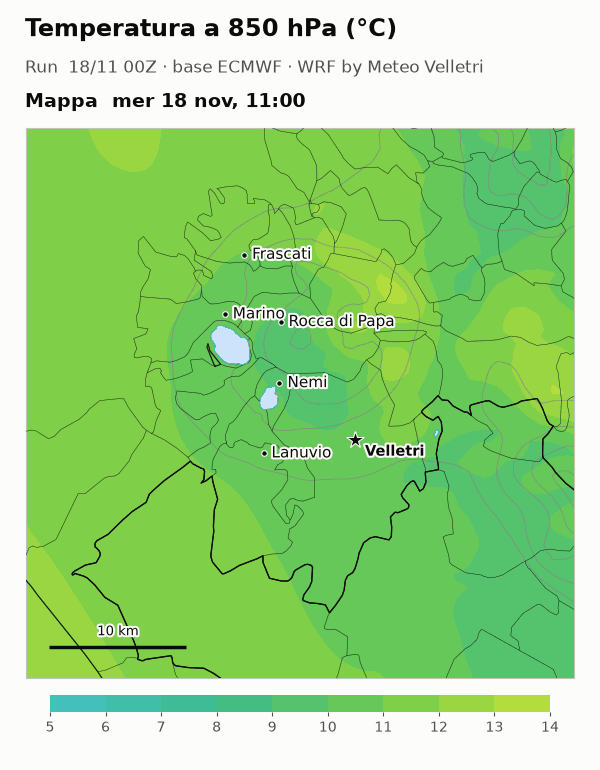 Temperatura a 850 hPa (°C)
Run  18/11 00Z · base ECMWF · WRF by Meteo Velletri
Mappa  mer 18 nov, 11:00
Frascati
Marino
Rocca di Papa
Nemi
Velletri
Lanuvio
10 km
5 6 7 8 9 10 11 12 13 14